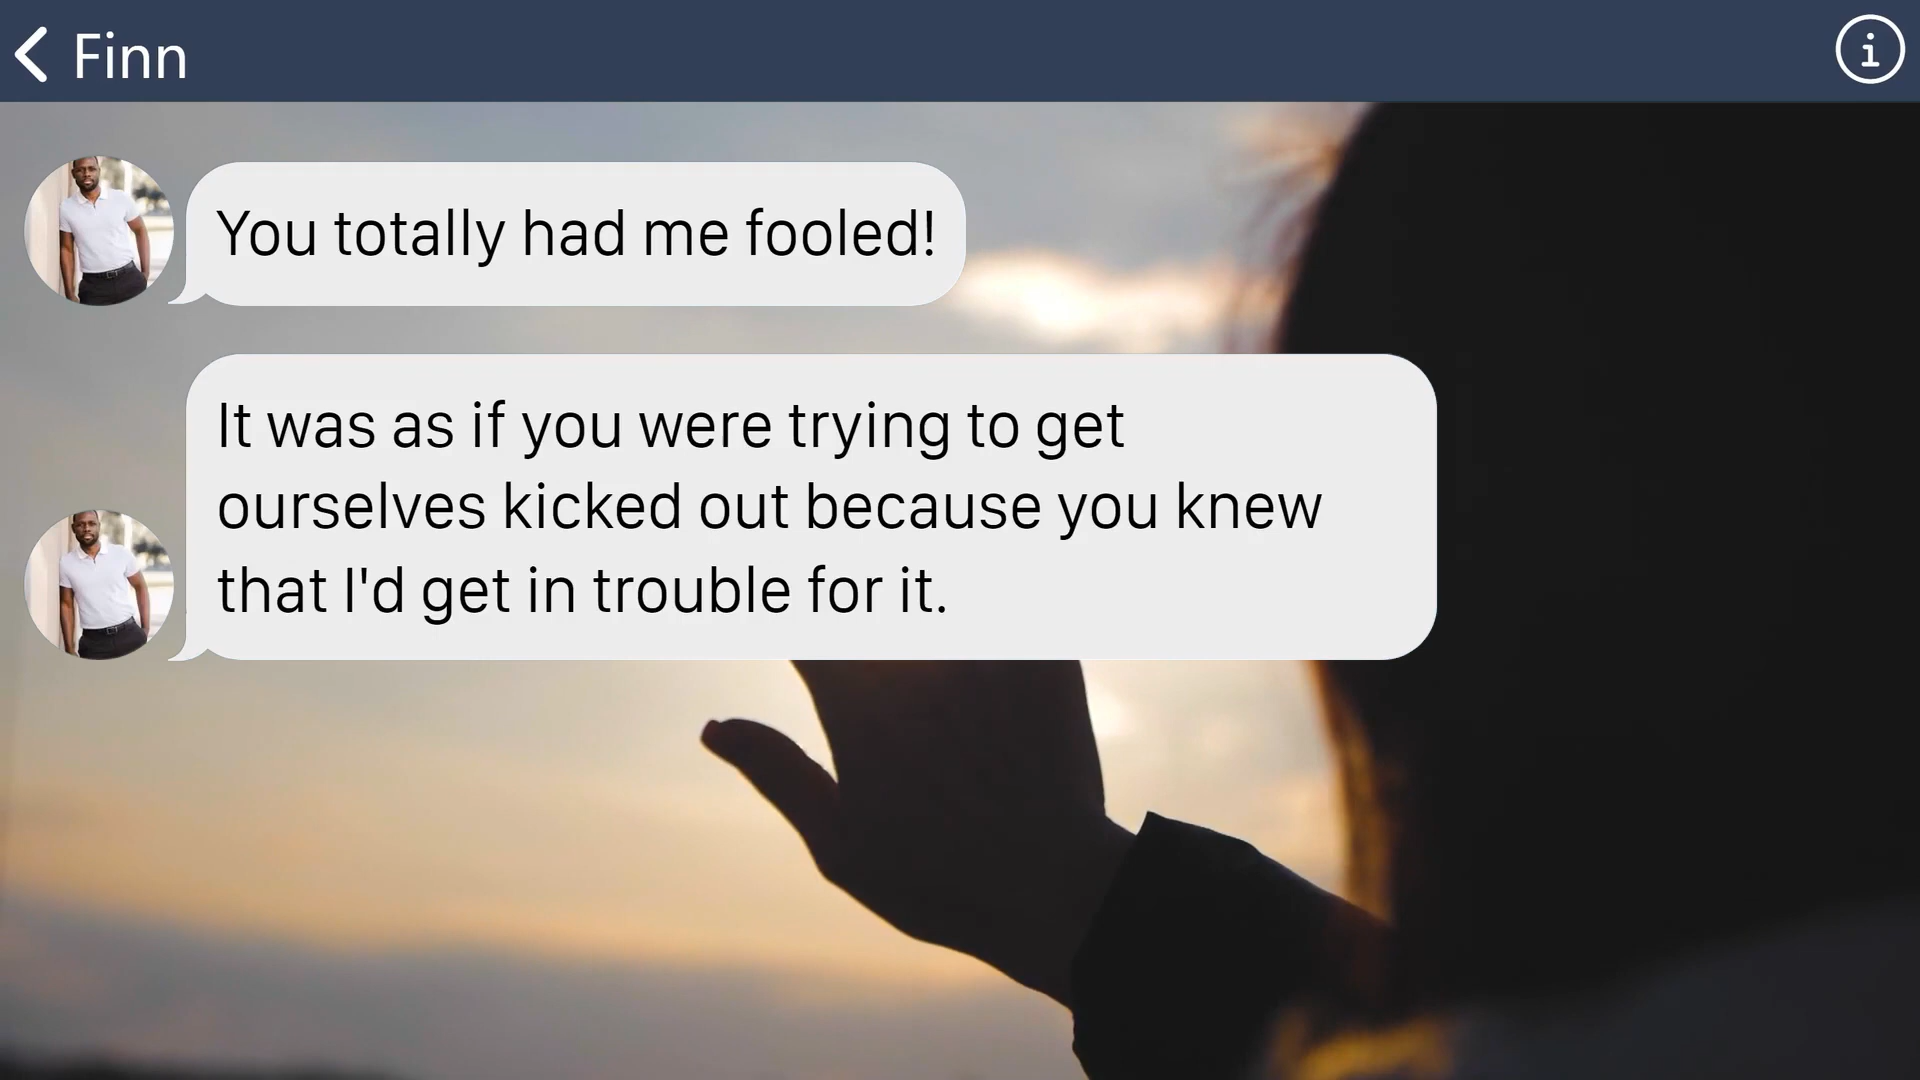 Finn
You totally had me fooled!
It was as if you were trying to get
ourselves kicked out because you knew
that I'd get in trouble for it.